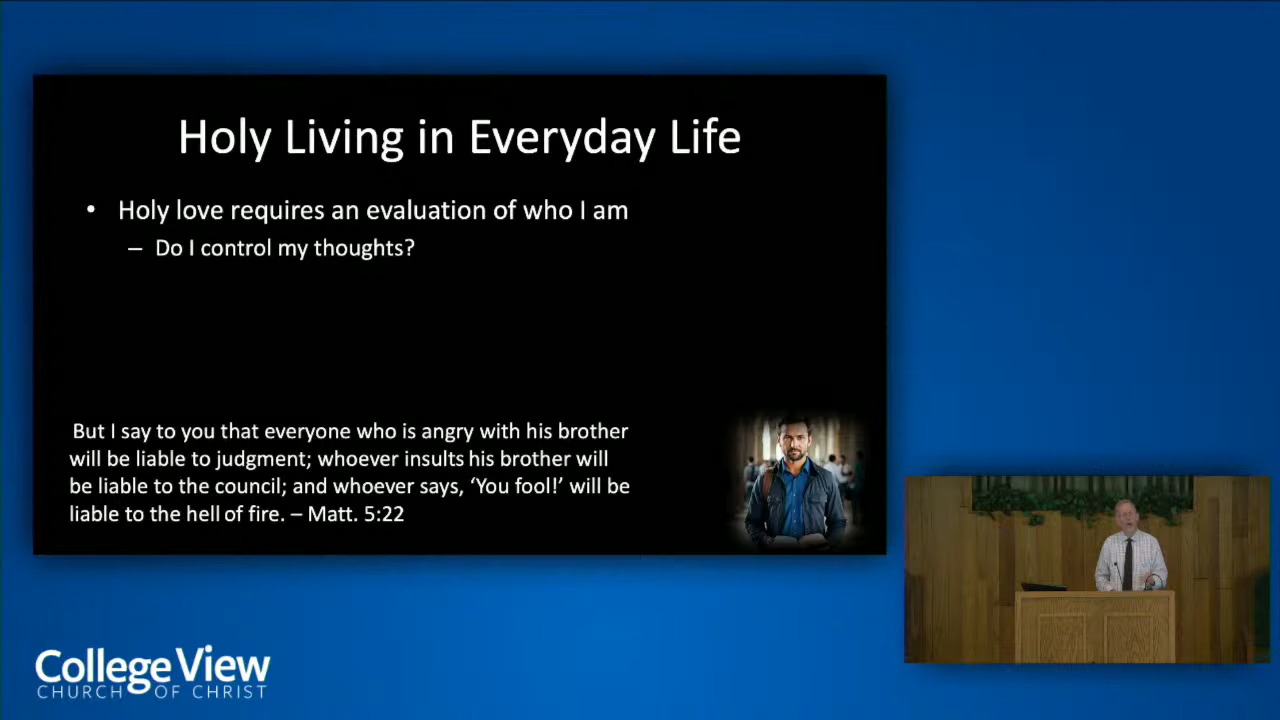 Holy Living in Everyday Life
• Holy love requires an evaluation of who I am
– Do I control my thoughts?
But I say to you that everyone who is angry with his brother
will be liable to judgment; whoever insults his brother will
be liable to the council; and whoever says, ‘You fool!’ will be
liable to the hell of fire. – Matt. 5:22
College View
CHURCH OF CHRIST